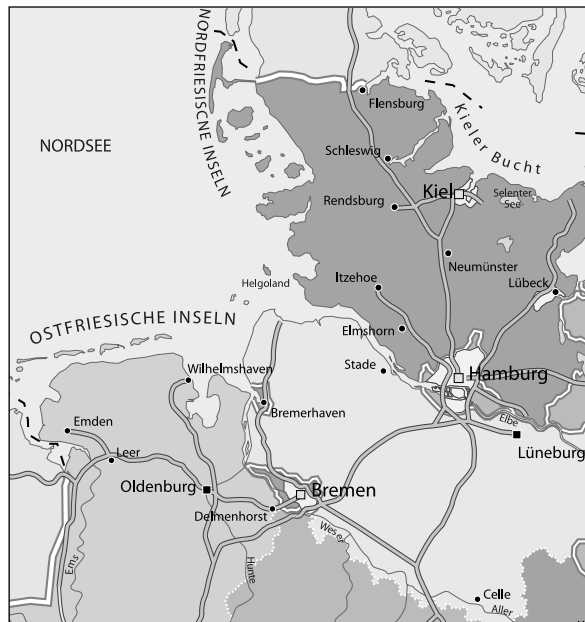 NORDFRIESISCNE INSELN
NORDSEE
Flensburg
Kieler Bucht
Schleswig
Kiel
Selenter
See
Rendsburg
Neumünster
Helgoland
Itzehoe
Lübeck
OSTFRIESISCHE INSELN
Elmshorn
Stade
Hamburg
Wilhelmshaven
Bremerhaven
Elbe
Emden
Lüneburg
Leer
Oldenburg
Bremen
Delmenhorst
Weser
Ems
Hunte
Celle
Aller